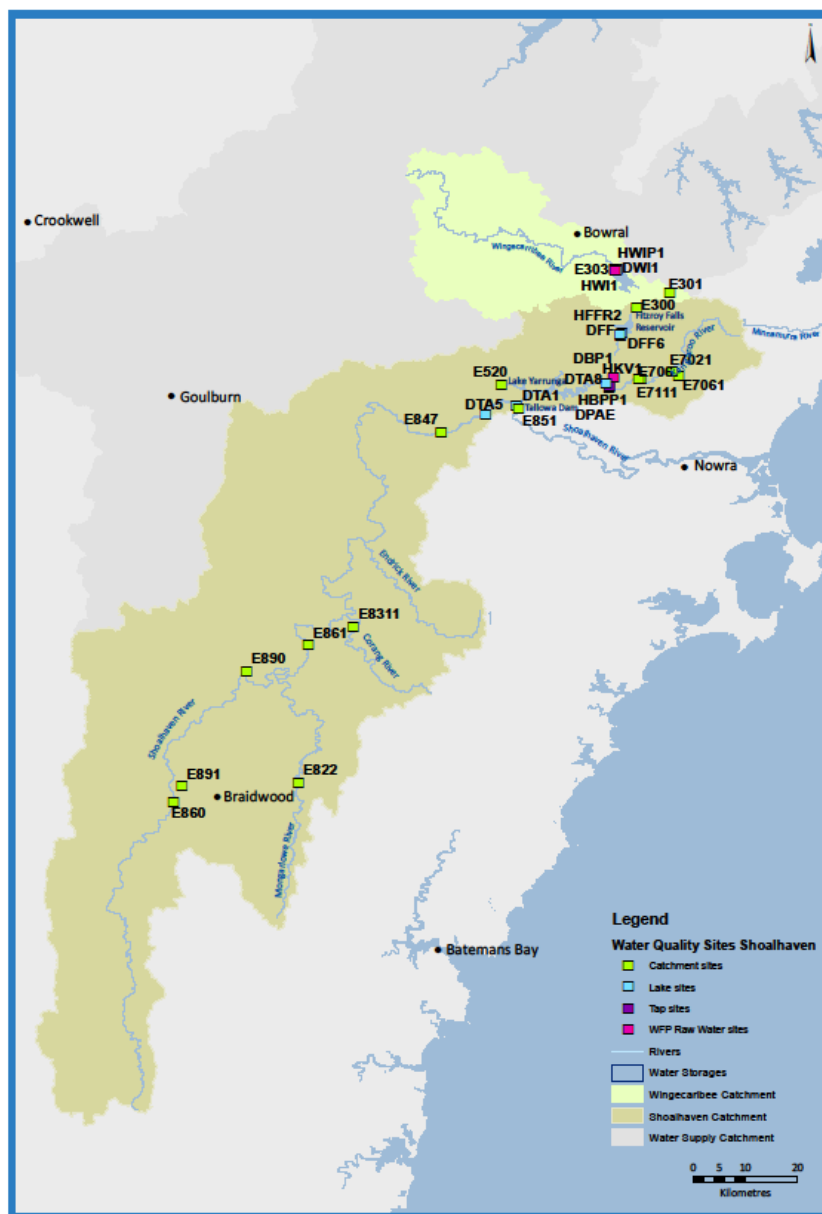 Crookwell
Bowral
Wingecarribee River
HWIP1
E303
DWI1
HWI1
E301
E300
HFFR2
Fitzroy Falls
Reservoir
DFF
DFF6
Minnamurra River
DBP1
E7021
E520
Lake Yarrunga
DTA8
HKV1
E706
E7061
Goulburn
DTA5
DTA1
HBPP1
E7111
Tallowa Dam
DPAE
E847
E851
Shoalhaven River
Nowra
Endrick River
E8311
E861
Corang River
E890
Shoalhaven River
E891
E822
Braidwood
E860
Mongarlowe River
Batemans Bay
Legend
Water Quality Sites Shoalhaven
Catchment sites
Lake sites
Tap sites
WFP Raw Water sites
Rivers
Water Storages
Wingecaribee Catchment
Shoalhaven Catchment
Water Supply Catchment
0 5 10 20
Kilometres